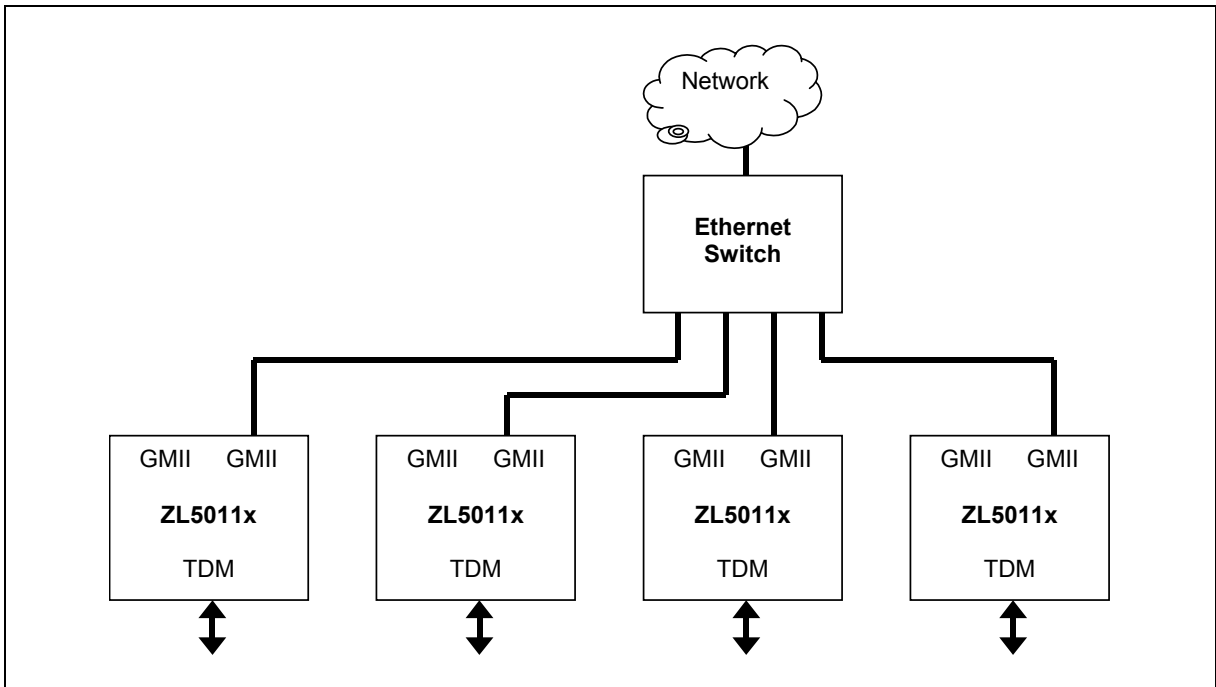 Network
Ethernet
Switch
GMII GMII GMII GMII GMII GMII GMII GMII
ZL5011x ZL5011x ZL5011x ZL5011x
TDM TDM TDM TDM